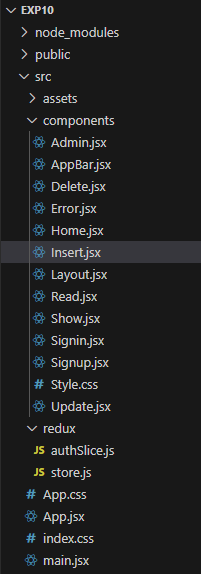 EXP10
node_modules
public
src
assets
components
Admin.jsx
AppBar.jsx
Delete.jsx
Error.jsx
Home.jsx
Insert.jsx
Layout.jsx
Read.jsx
Show.jsx
Signin.jsx
Signup.jsx
# Style.css
Update.jsx
redux
JS authSlice.js
JS store.js
# App.css
App.jsx
# index.css
main.jsx